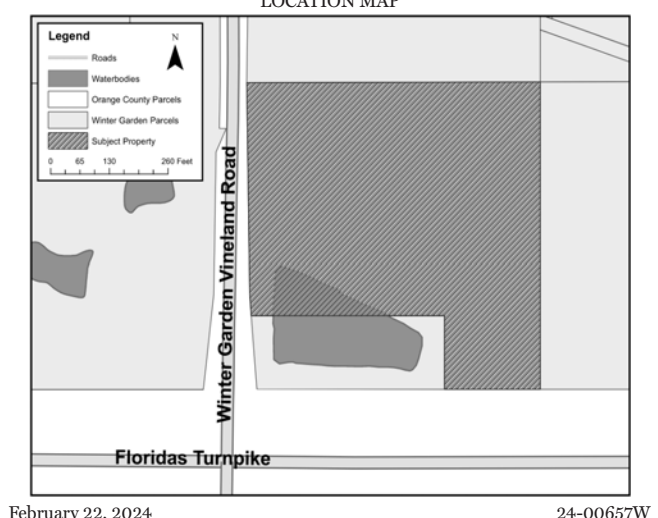 LOCATION MAP
Legend
N
Roads
Waterbodies
Orange County Parcels
Winter Garden Parcels
Subject Property
0 65 130 260 Feet
Winter Garden Vineland Road
Floridas Turnpike
February 22, 2024 24-00657W